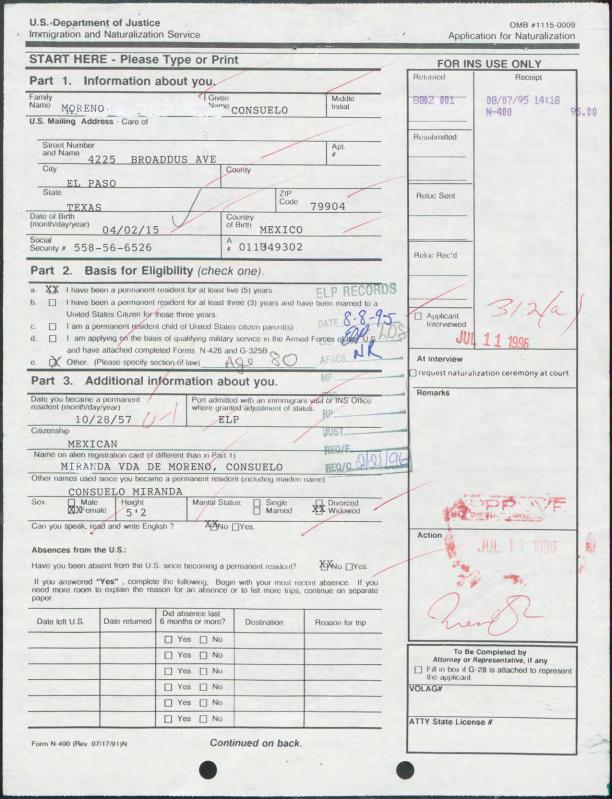 U.S.-Department of Justice
Immigration and Naturalization Service
OMB #1115-0009
Application for Naturalization
START HERE - Please Type or Print
Part 1. Information about you.
Family Name MORENO
Given Name CONSUELO
Middle Initial
U.S. Mailing Address - Care of
Street Number and Name 4225 BROADDUS AVE
Apt. #
City EL PASO
County
State TEXAS
ZIP Code 79904
Date of Birth (month/day/year) 04/02/15
Country of Birth MEXICO
Social Security # 558-56-6526
A # 011849302
Part 2. Basis for Eligibility (check one).
a. XX I have been a permanent resident for at least five (5) years
b. I have been a permanent resident for at least three (3) years and have been married to a
United States Citizen for those three years.
c. I am a permanent resident child of United States citizen parent(s)
d. I am applying on the basis of qualifying military service in the Armed Forces of the U.S
and have attached completed Forms N-426 and G-325B
e. X Other. (Please specify section of law) Age 80
ELP RECORDS
DATE 8-8-95
AFACS NR
MF
RP
JUST
REQ/F
REQ/C 2/21/96
Part 3. Additional information about you.
Date you became a permanent resident (month/day/year) 10/28/57
Port admitted with an immigrant visa or INS Office where granted adjustment of status. ELP
Citizenship
MEXICAN
Name on alien registration card (if different than in Part 1)
MIRANDA VDA DE MORENO, CONSUELO
Other names used since you became a permanent resident (including maiden name)
CONSUELO MIRANDA
Sex Male XX Female
Height 5'2
Marital Status: Single Married Divorced XX Widowed
Can you speak, read and write English ? XX No Yes.
Absences from the U.S.:
Have you been absent from the U.S. since becoming a permanent resident? XX No Yes.
If you answered "Yes" , complete the following, Begin with your most recent absence. If you
need more room to explain the reason for an absence or to list more trips, continue on separate
paper.
Date left U.S.
Date returned
Did absence last 6 months or more?
Destination
Reason for trip
Yes No
Yes No
Yes No
Yes No
Yes No
Yes No
Form N-400 (Rev 07/17/91)N
Continued on back.
FOR INS USE ONLY
Returned
Receipt
8802 001
08/07/95 14:18
N-400 95.00
Resubmitted
Reloc Sent
Reloc Rec'd
Applicant Interviewed
312(a)
JUL 11 1996
At interview
request naturalization ceremony at court
Remarks
Action
JUL 11 1996
To Be Completed by
Attorney or Representative, if any
Fill in box if G-28 is attached to represent
the applicant
VOLAG#
ATTY State License #